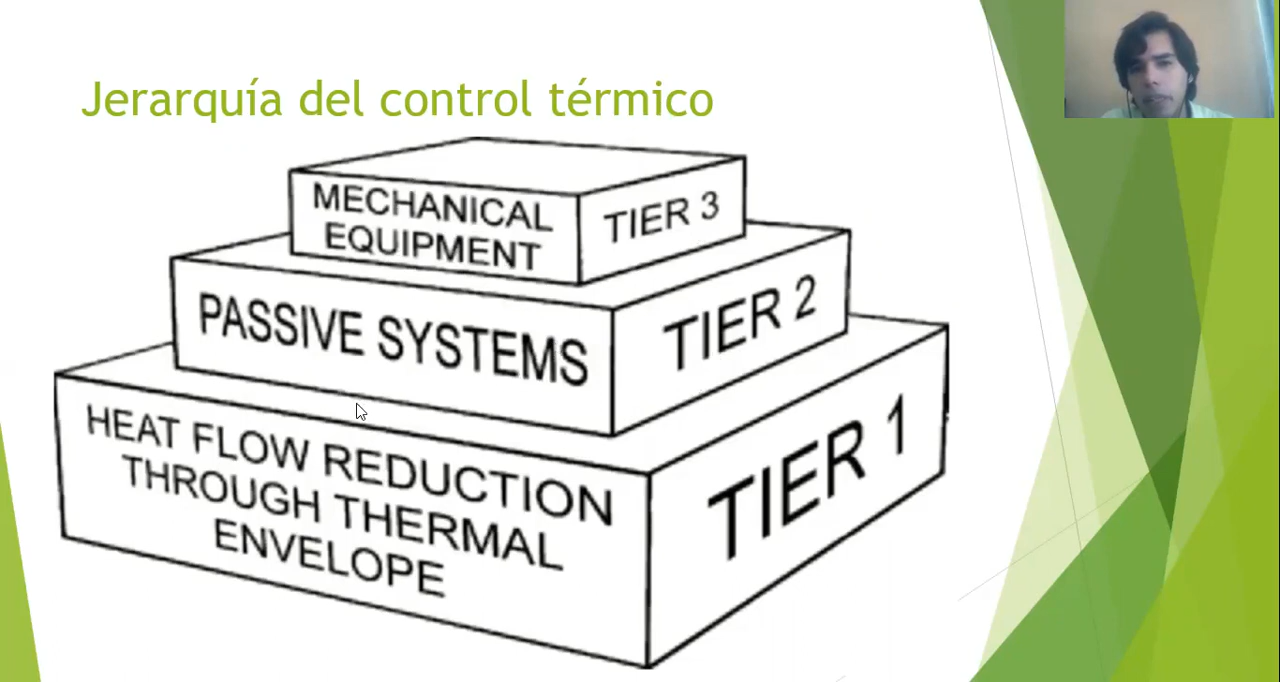 Jerarquía del control térmico
MECHANICAL
EQUIPMENT
TIER 3
PASSIVE SYSTEMS
TIER 2
HEAT FLOW REDUCTION
THROUGH THERMAL
ENVELOPE
TIER 1